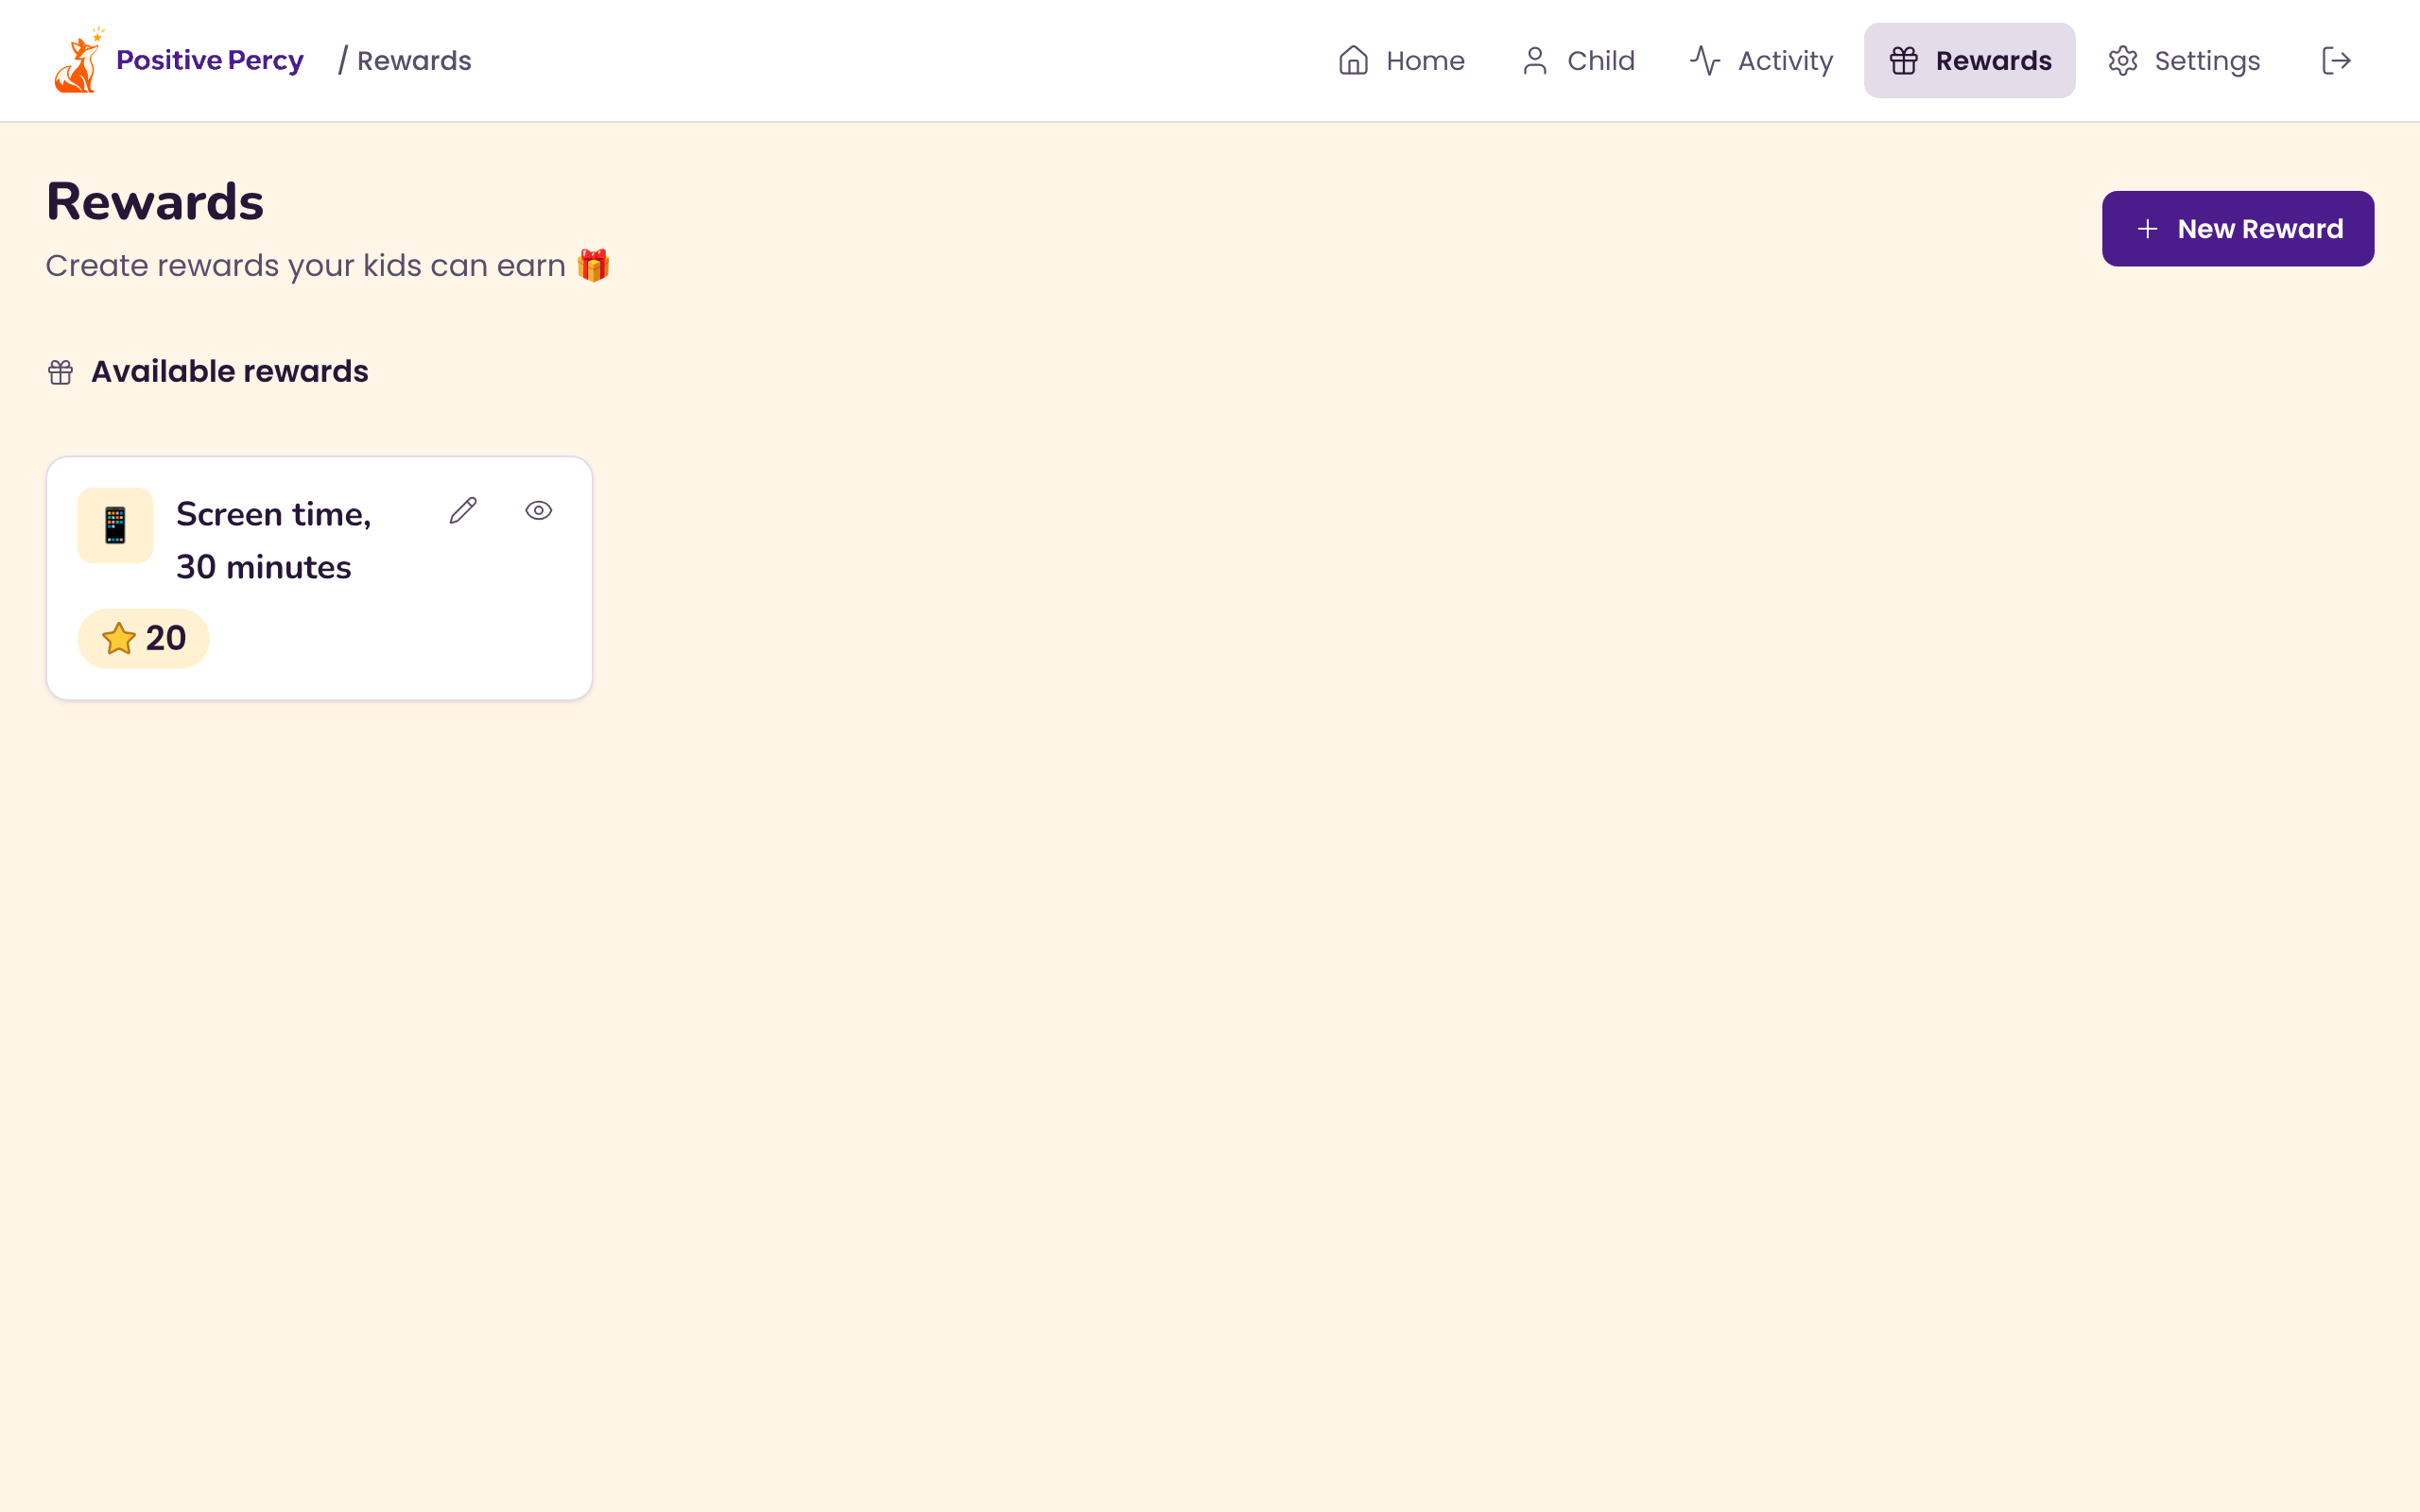 Positive Percy / Rewards
Home Child Activity Rewards Settings
Rewards
Create rewards your kids can earn 🎁
+ New Reward
Available rewards
Screen time,
30 minutes
20